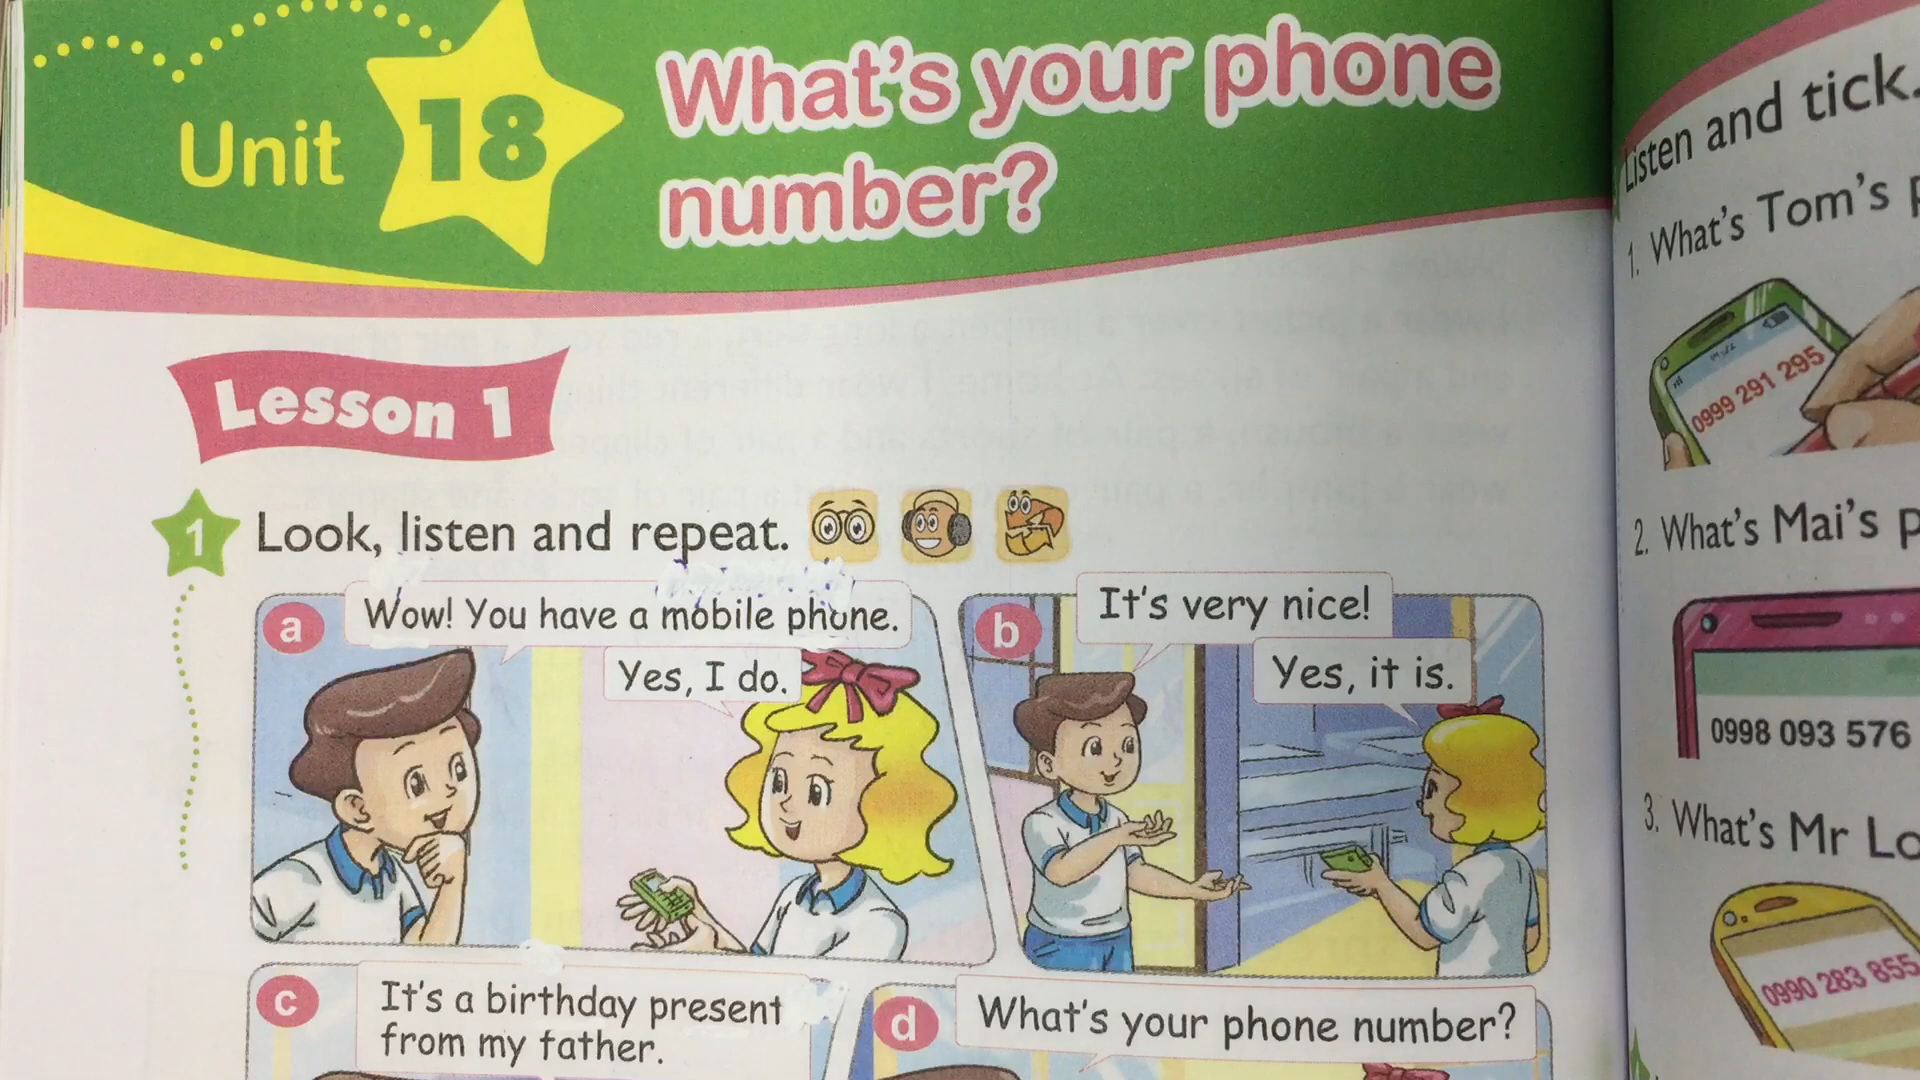 Unit 18
What's your phone
number?
Lesson 1
1 Look, listen and repeat.
a
Wow! You have a mobile phone.
Yes, I do.
b
It's very nice!
Yes, it is.
c
It's a birthday present
from my father.
d
What's your phone number?
Listen and tick.
1. What's Tom's
0999 291 295
2. What's Mai's
0998 093 576
3. What's Mr
0990 283 855